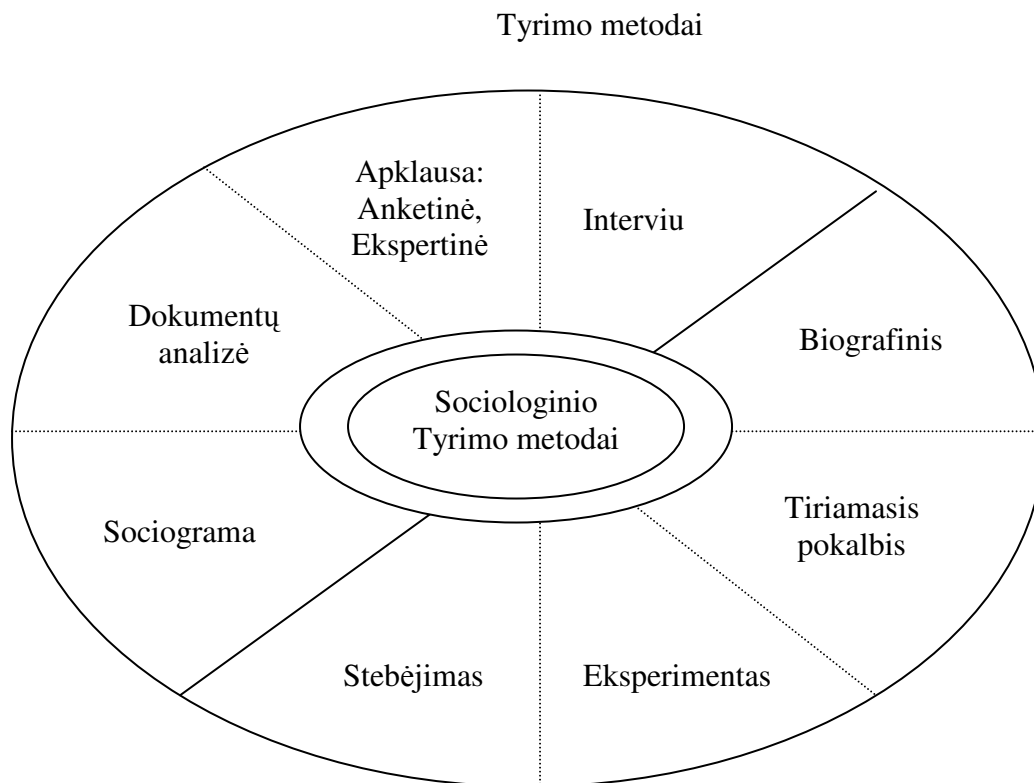 Tyrimo metodai
Apklausa:
Anketinė,
Ekspertinė
Interviu
Dokumentų
analizė
Biografinis
Sociologinio
Tyrimo metodai
Sociograma
Tiriamasis
pokalbis
Stebėjimas
Eksperimentas